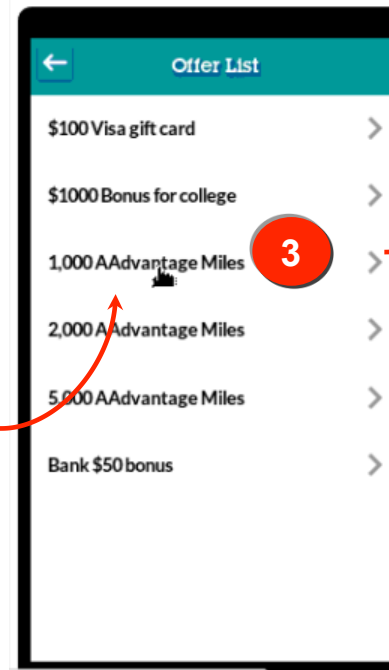 Offer List
$100 Visa gift card
$1000 Bonus for college
1,000 AAdvantage Miles
3
2,000 AAdvantage Miles
5,000 AAdvantage Miles
Bank $50 bonus